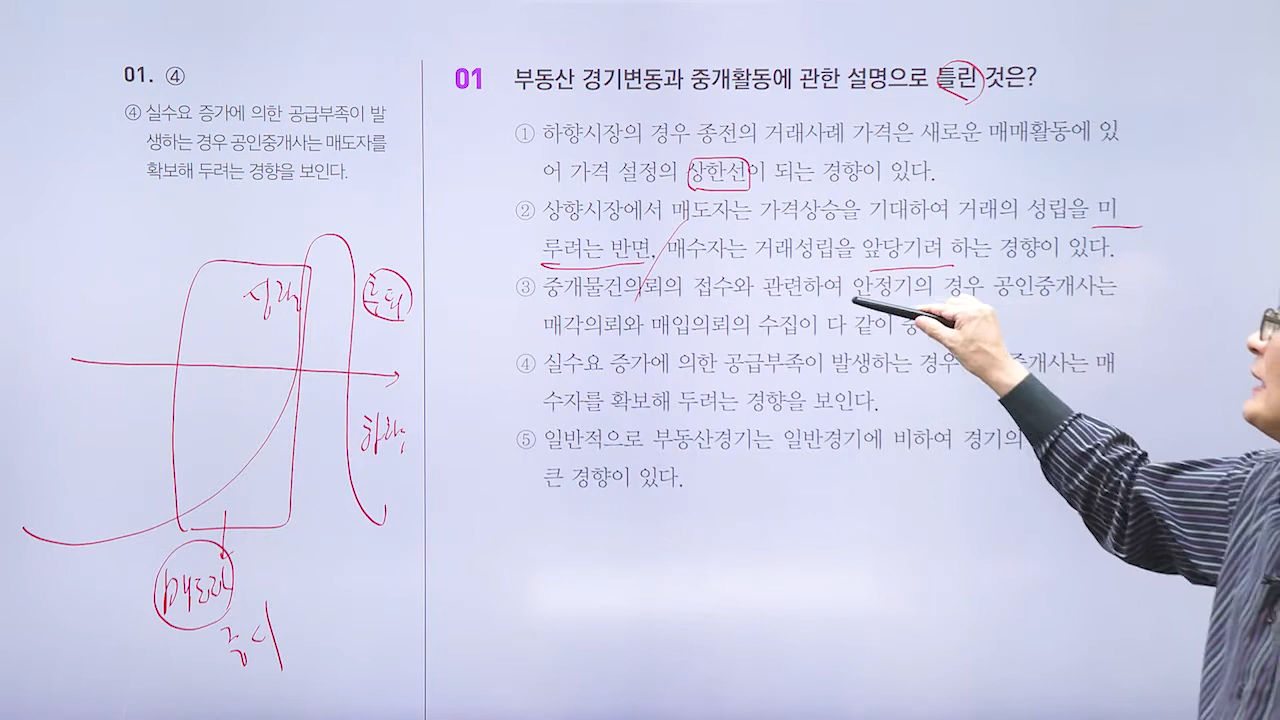 01. ④
④ 실수요 증가에 의한 공급부족이 발
생하는 경우 공인중개사는 매도자를
확보해 두려는 경향을 보인다.
상향
후퇴
하향
매도자
중시
01 부동산 경기변동과 중개활동에 관한 설명으로 틀린 것은?
① 하향시장의 경우 종전의 거래사례 가격은 새로운 매매활동에 있
어 가격 설정의 상한선이 되는 경향이 있다.
② 상향시장에서 매도자는 가격상승을 기대하여 거래의 성립을 미
루려는 반면, 매수자는 거래성립을 앞당기려 하는 경향이 있다.
③ 중개물건의뢰의 접수와 관련하여 안정기의 경우 공인중개사는
매각의뢰와 매입의뢰의 수집이 다 같이
④ 실수요 증가에 의한 공급부족이 발생하는 경우 중개사는 매
수자를 확보해 두려는 경향을 보인다.
⑤ 일반적으로 부동산경기는 일반경기에 비하여 경기의
큰 경향이 있다.